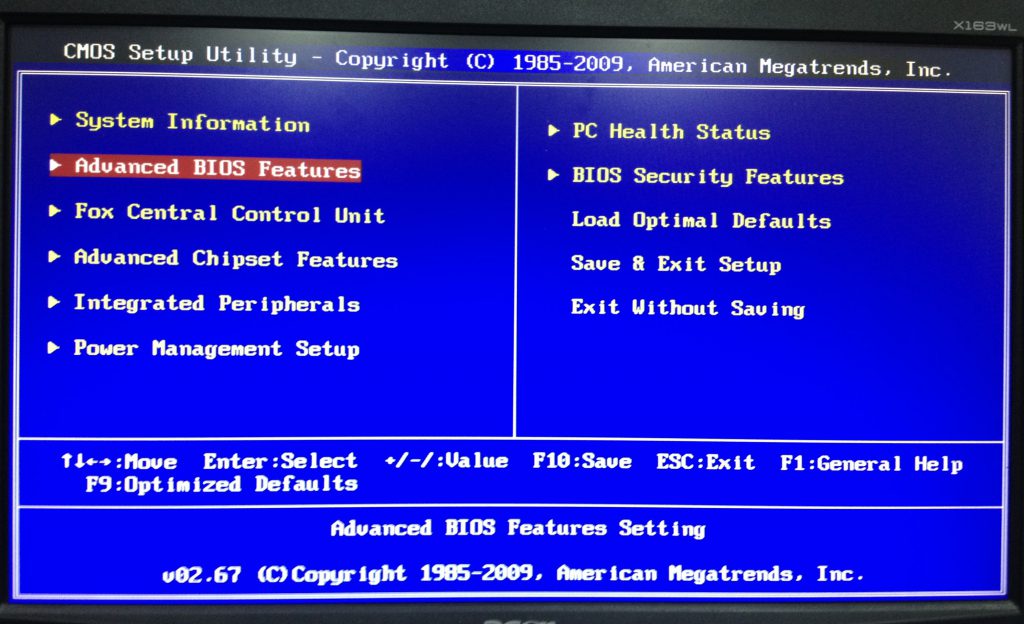 X163WL
CMOS Setup Utility - Copyright (C) 1985-2009, American Megatrends, Inc.
► System Information
► Advanced BIOS Features
► Fox Central Control Unit
► Advanced Chipset Features
► Integrated Peripherals
► Power Management Setup
► PC Health Status
► BIOS Security Features
Load Optimal Defaults
Save & Exit Setup
Exit Without Saving
↑↓←→:Move Enter:Select +/-/:Value F10:Save ESC:Exit F1:General Help
F9:Optimized Defaults
Advanced BIOS Features Setting
v02.67 (C)Copyright 1985-2009, American Megatrends, Inc.